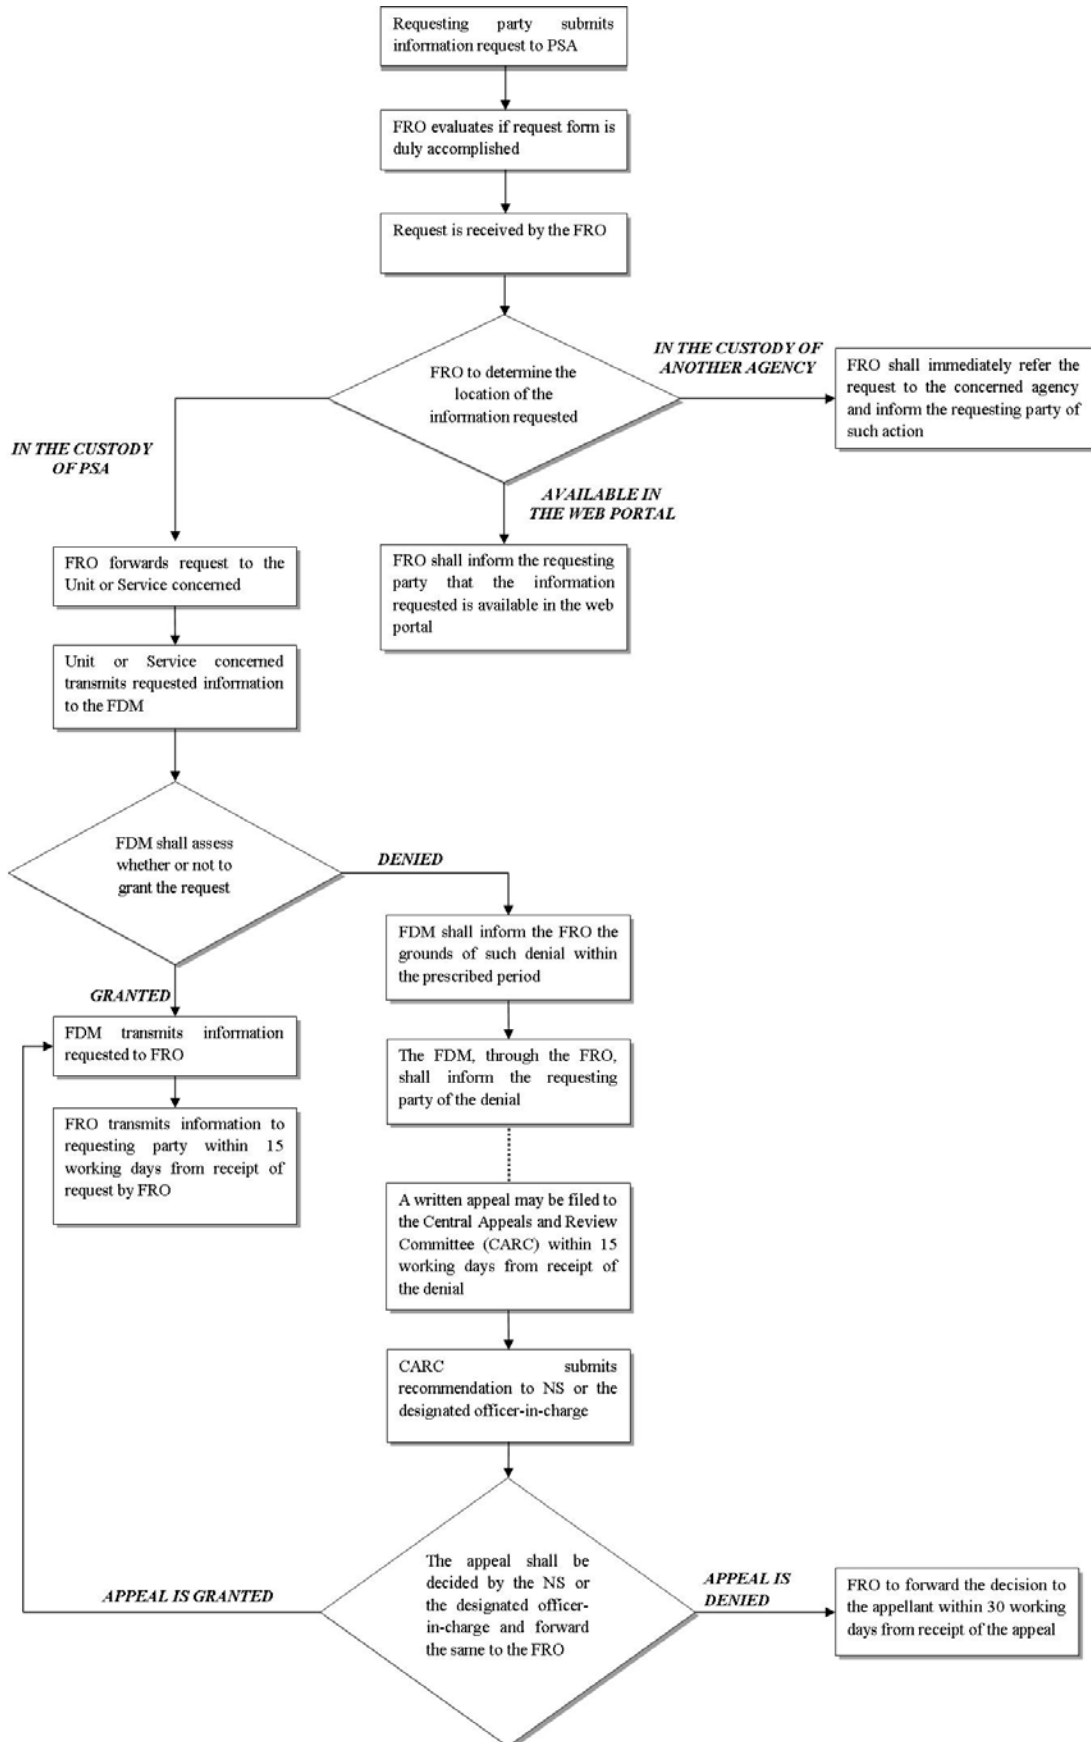 Requesting party submits
information request to PSA
FRO evaluates if request form is
duly accomplished
Request is received by the FRO
FRO to determine the
location of the
information requested
IN THE CUSTODY OF
ANOTHER AGENCY
FRO shall immediately refer the
request to the concerned agency
and inform the requesting party of
such action
IN THE CUSTODY
OF PSA
AVAILABLE IN
THE WEB PORTAL
FRO shall inform the requesting
party that the information
requested is available in the web
portal
FRO forwards request to the
Unit or Service concerned
Unit or Service concerned
transmits requested information
to the FDM
FDM shall assess
whether or not to
grant the request
DENIED
FDM shall inform the FRO the
grounds of such denial within
the prescribed period
GRANTED
FDM transmits information
requested to FRO
The FDM, through the FRO,
shall inform the requesting
party of the denial
FRO transmits information to
requesting party within 15
working days from receipt of
request by FRO
A written appeal may be filed to
the Central Appeals and Review
Committee (CARC) within 15
working days from receipt of
the denial
CARC submits
recommendation to NS or the
designated officer-in-charge
The appeal shall be
decided by the NS or
the designated officer-
in-charge and forward
the same to the FRO
APPEAL IS GRANTED
APPEAL IS
DENIED
FRO to forward the decision to
the appellant within 30 working
days from receipt of the appeal